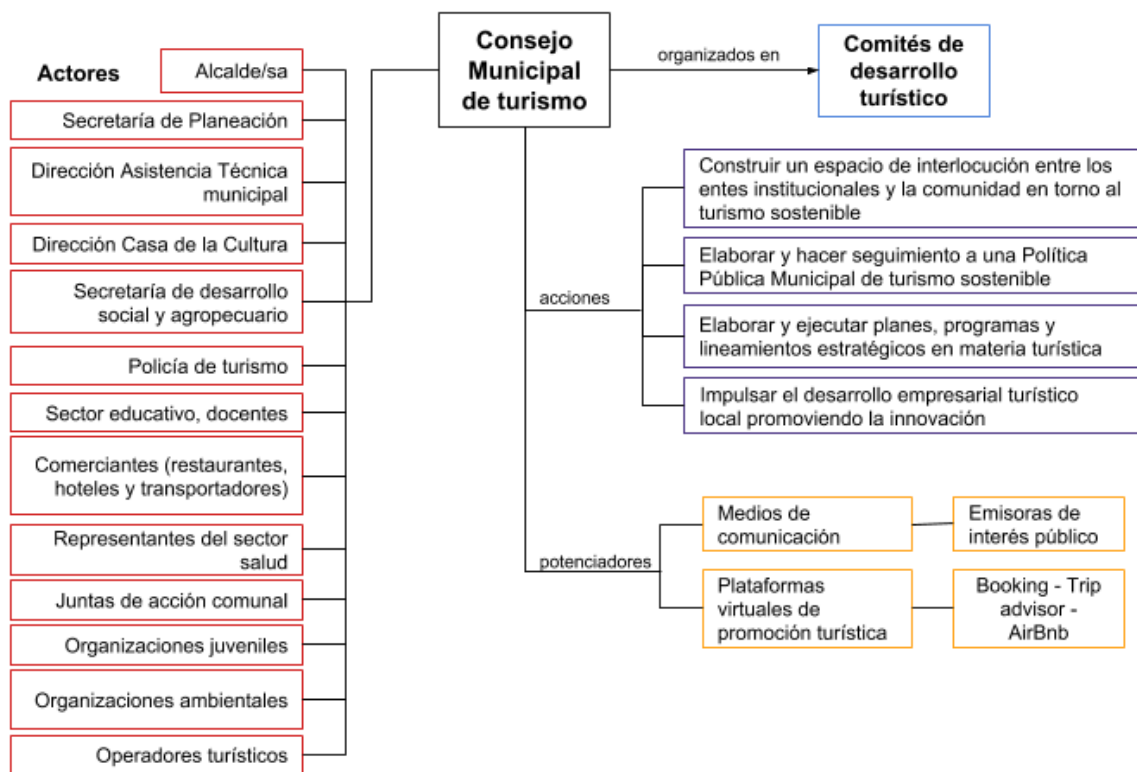 Actores
Alcalde/sa
Secretaría de Planeación
Dirección Asistencia Técnica
municipal
Dirección Casa de la Cultura
Secretaría de desarrollo
social y agropecuario
Policía de turismo
Sector educativo, docentes
Comerciantes (restaurantes,
hoteles y transportadores)
Representantes del sector
salud
Juntas de acción comunal
Organizaciones juveniles
Organizaciones ambientales
Operadores turísticos
Consejo
Municipal
de turismo
organizados en
Comités de
desarrollo
turístico
acciones
Construir un espacio de interlocución entre los
entes institucionales y la comunidad en torno al
turismo sostenible
Elaborar y hacer seguimiento a una Política
Pública Municipal de turismo sostenible
Elaborar y ejecutar planes, programas y
lineamientos estratégicos en materia turística
Impulsar el desarrollo empresarial turístico
local promoviendo la innovación
potenciadores
Medios de
comunicación
Emisoras de
interés público
Plataformas
virtuales de
promoción turística
Booking - Trip
advisor -
AirBnb